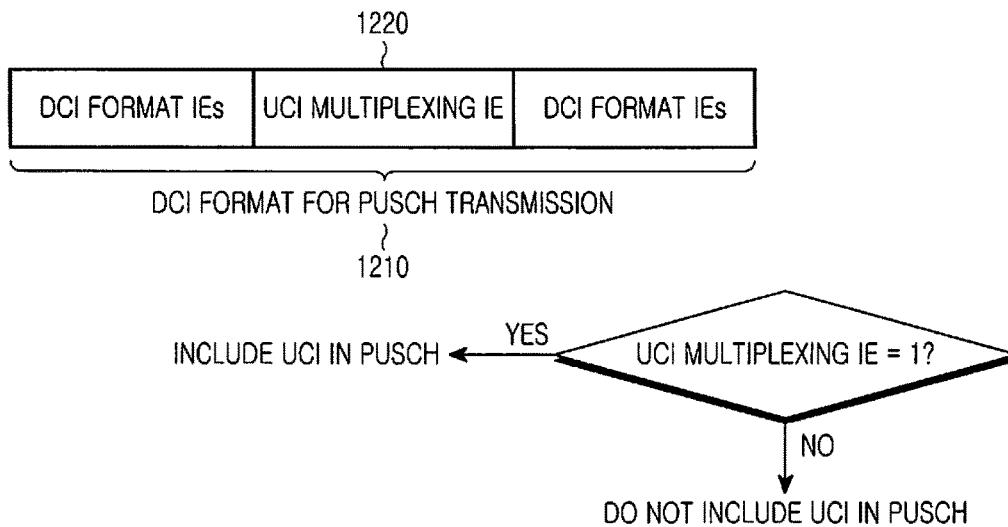 1220
DCI FORMAT IEs UCI MULTIPLEXING IE DCI FORMAT IEs
DCI FORMAT FOR PUSCH TRANSMISSION
1210
INCLUDE UCI IN PUSCH YES UCI MULTIPLEXING IE = 1?
NO
DO NOT INCLUDE UCI IN PUSCH